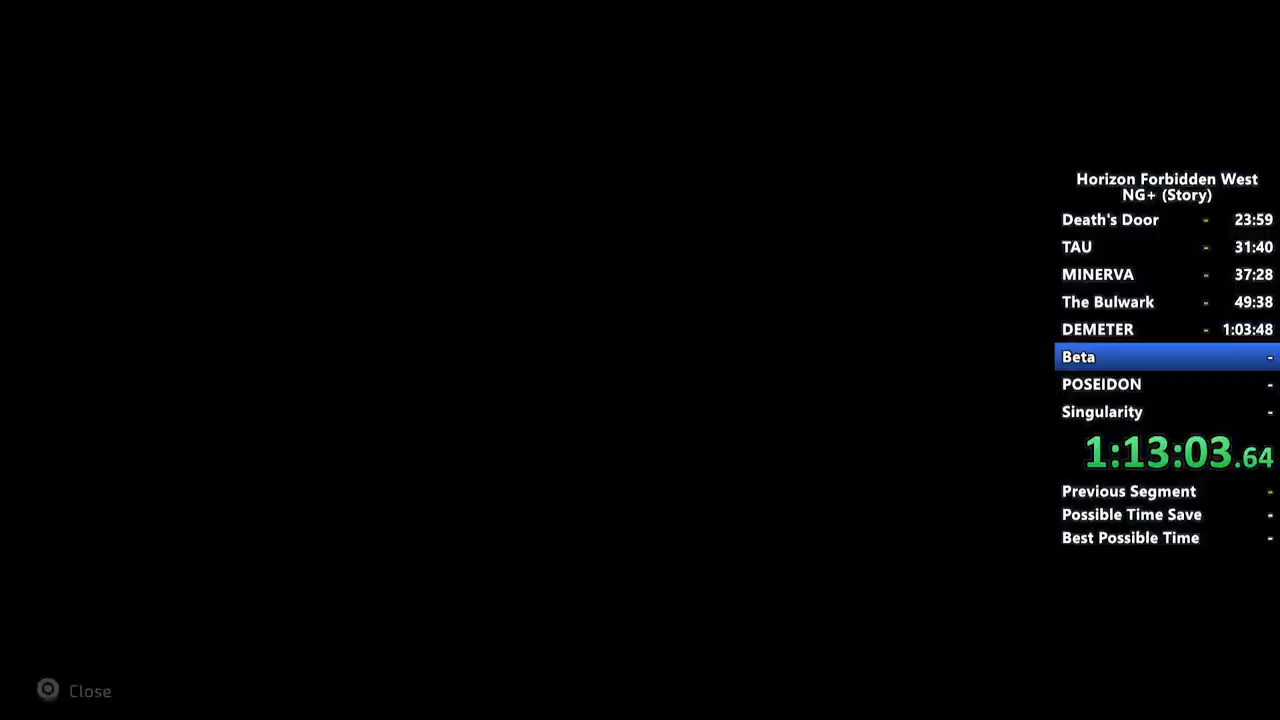 Horizon Forbidden West
NG+ (Story)
Death's Door - 23:59
TAU - 31:40
MINERVA - 37:28
The Bulwark - 49:38
DEMETER - 1:03:48
Beta -
POSEIDON -
Singularity -
1:13:03.64
Previous Segment -
Possible Time Save -
Best Possible Time -
Close